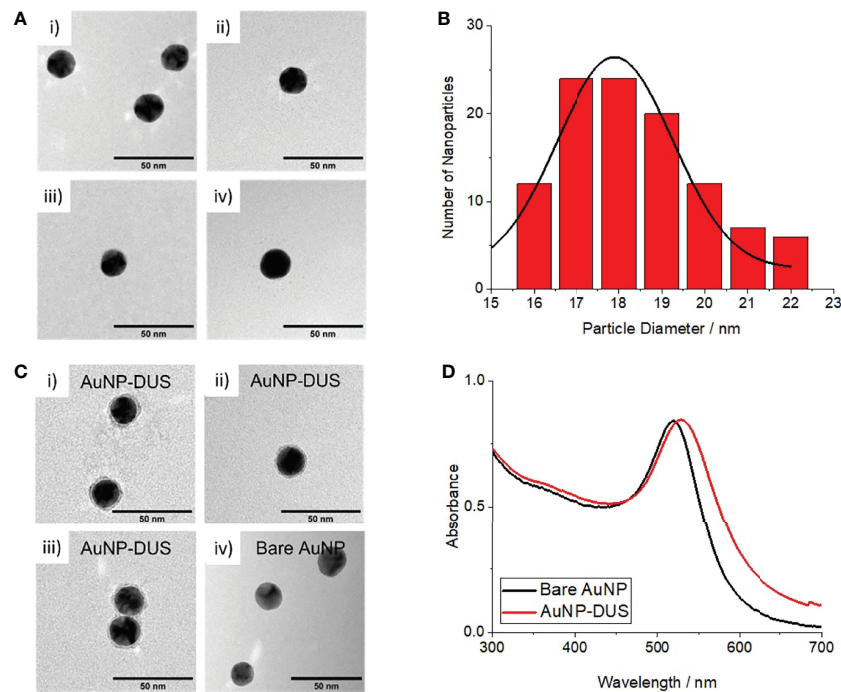 A
i)
50 nm
ii)
50 nm
iii)
50 nm
iv)
50 nm
B
Number of Nanoparticles
30
20
10
0
15 16 17 18 19 20 21 22 23
Particle Diameter / nm
C
i)
AuNP-DUS
50 nm
ii)
AuNP-DUS
50 nm
iii)
AuNP-DUS
50 nm
iv)
Bare AuNP
50 nm
D
Absorbance
1.0
0.5
0.0
Bare AuNP
AuNP-DUS
300 400 500 600 700
Wavelength / nm